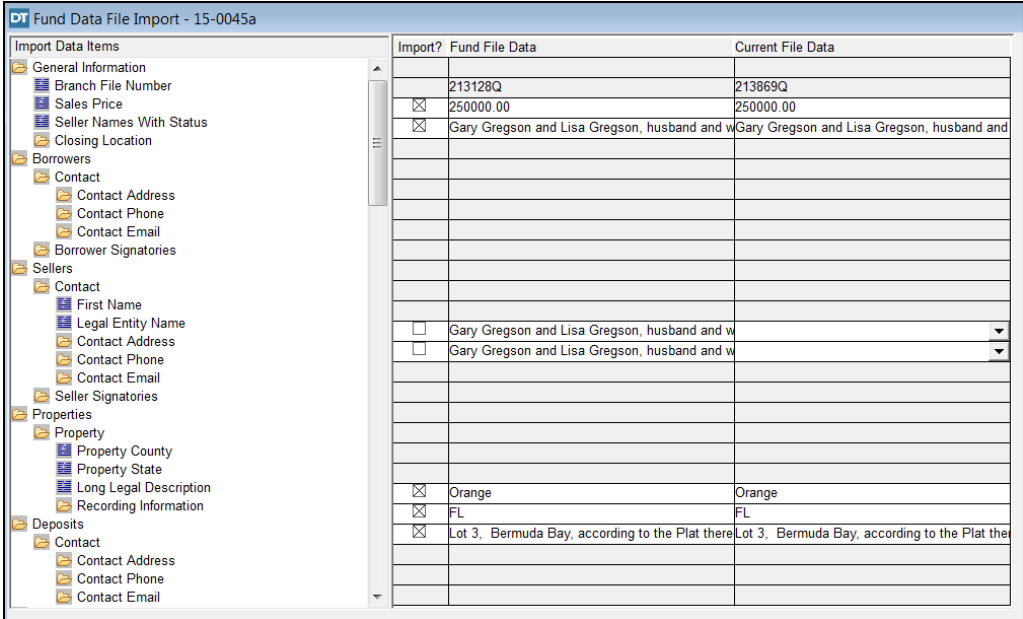 DT Fund Data File Import - 15-0045a
Import Data Items Import? Fund File Data Current File Data
General Information
Branch File Number 213128Q 213869Q
Sales Price 250000.00 250000.00
Seller Names With Status Gary Gregson and Lisa Gregson, husband and w Gary Gregson and Lisa Gregson, husband and
Closing Location
Borrowers
Contact
Contact Address
Contact Phone
Contact Email
Borrower Signatories
Sellers
Contact
First Name Gary Gregson and Lisa Gregson, husband and w
Legal Entity Name Gary Gregson and Lisa Gregson, husband and w
Contact Address
Contact Phone
Contact Email
Seller Signatories
Properties
Property
Property County Orange Orange
Property State FL FL
Long Legal Description Lot 3, Bermuda Bay, according to the Plat there Lot 3, Bermuda Bay, according to the Plat ther
Recording Information
Deposits
Contact
Contact Address
Contact Phone
Contact Email